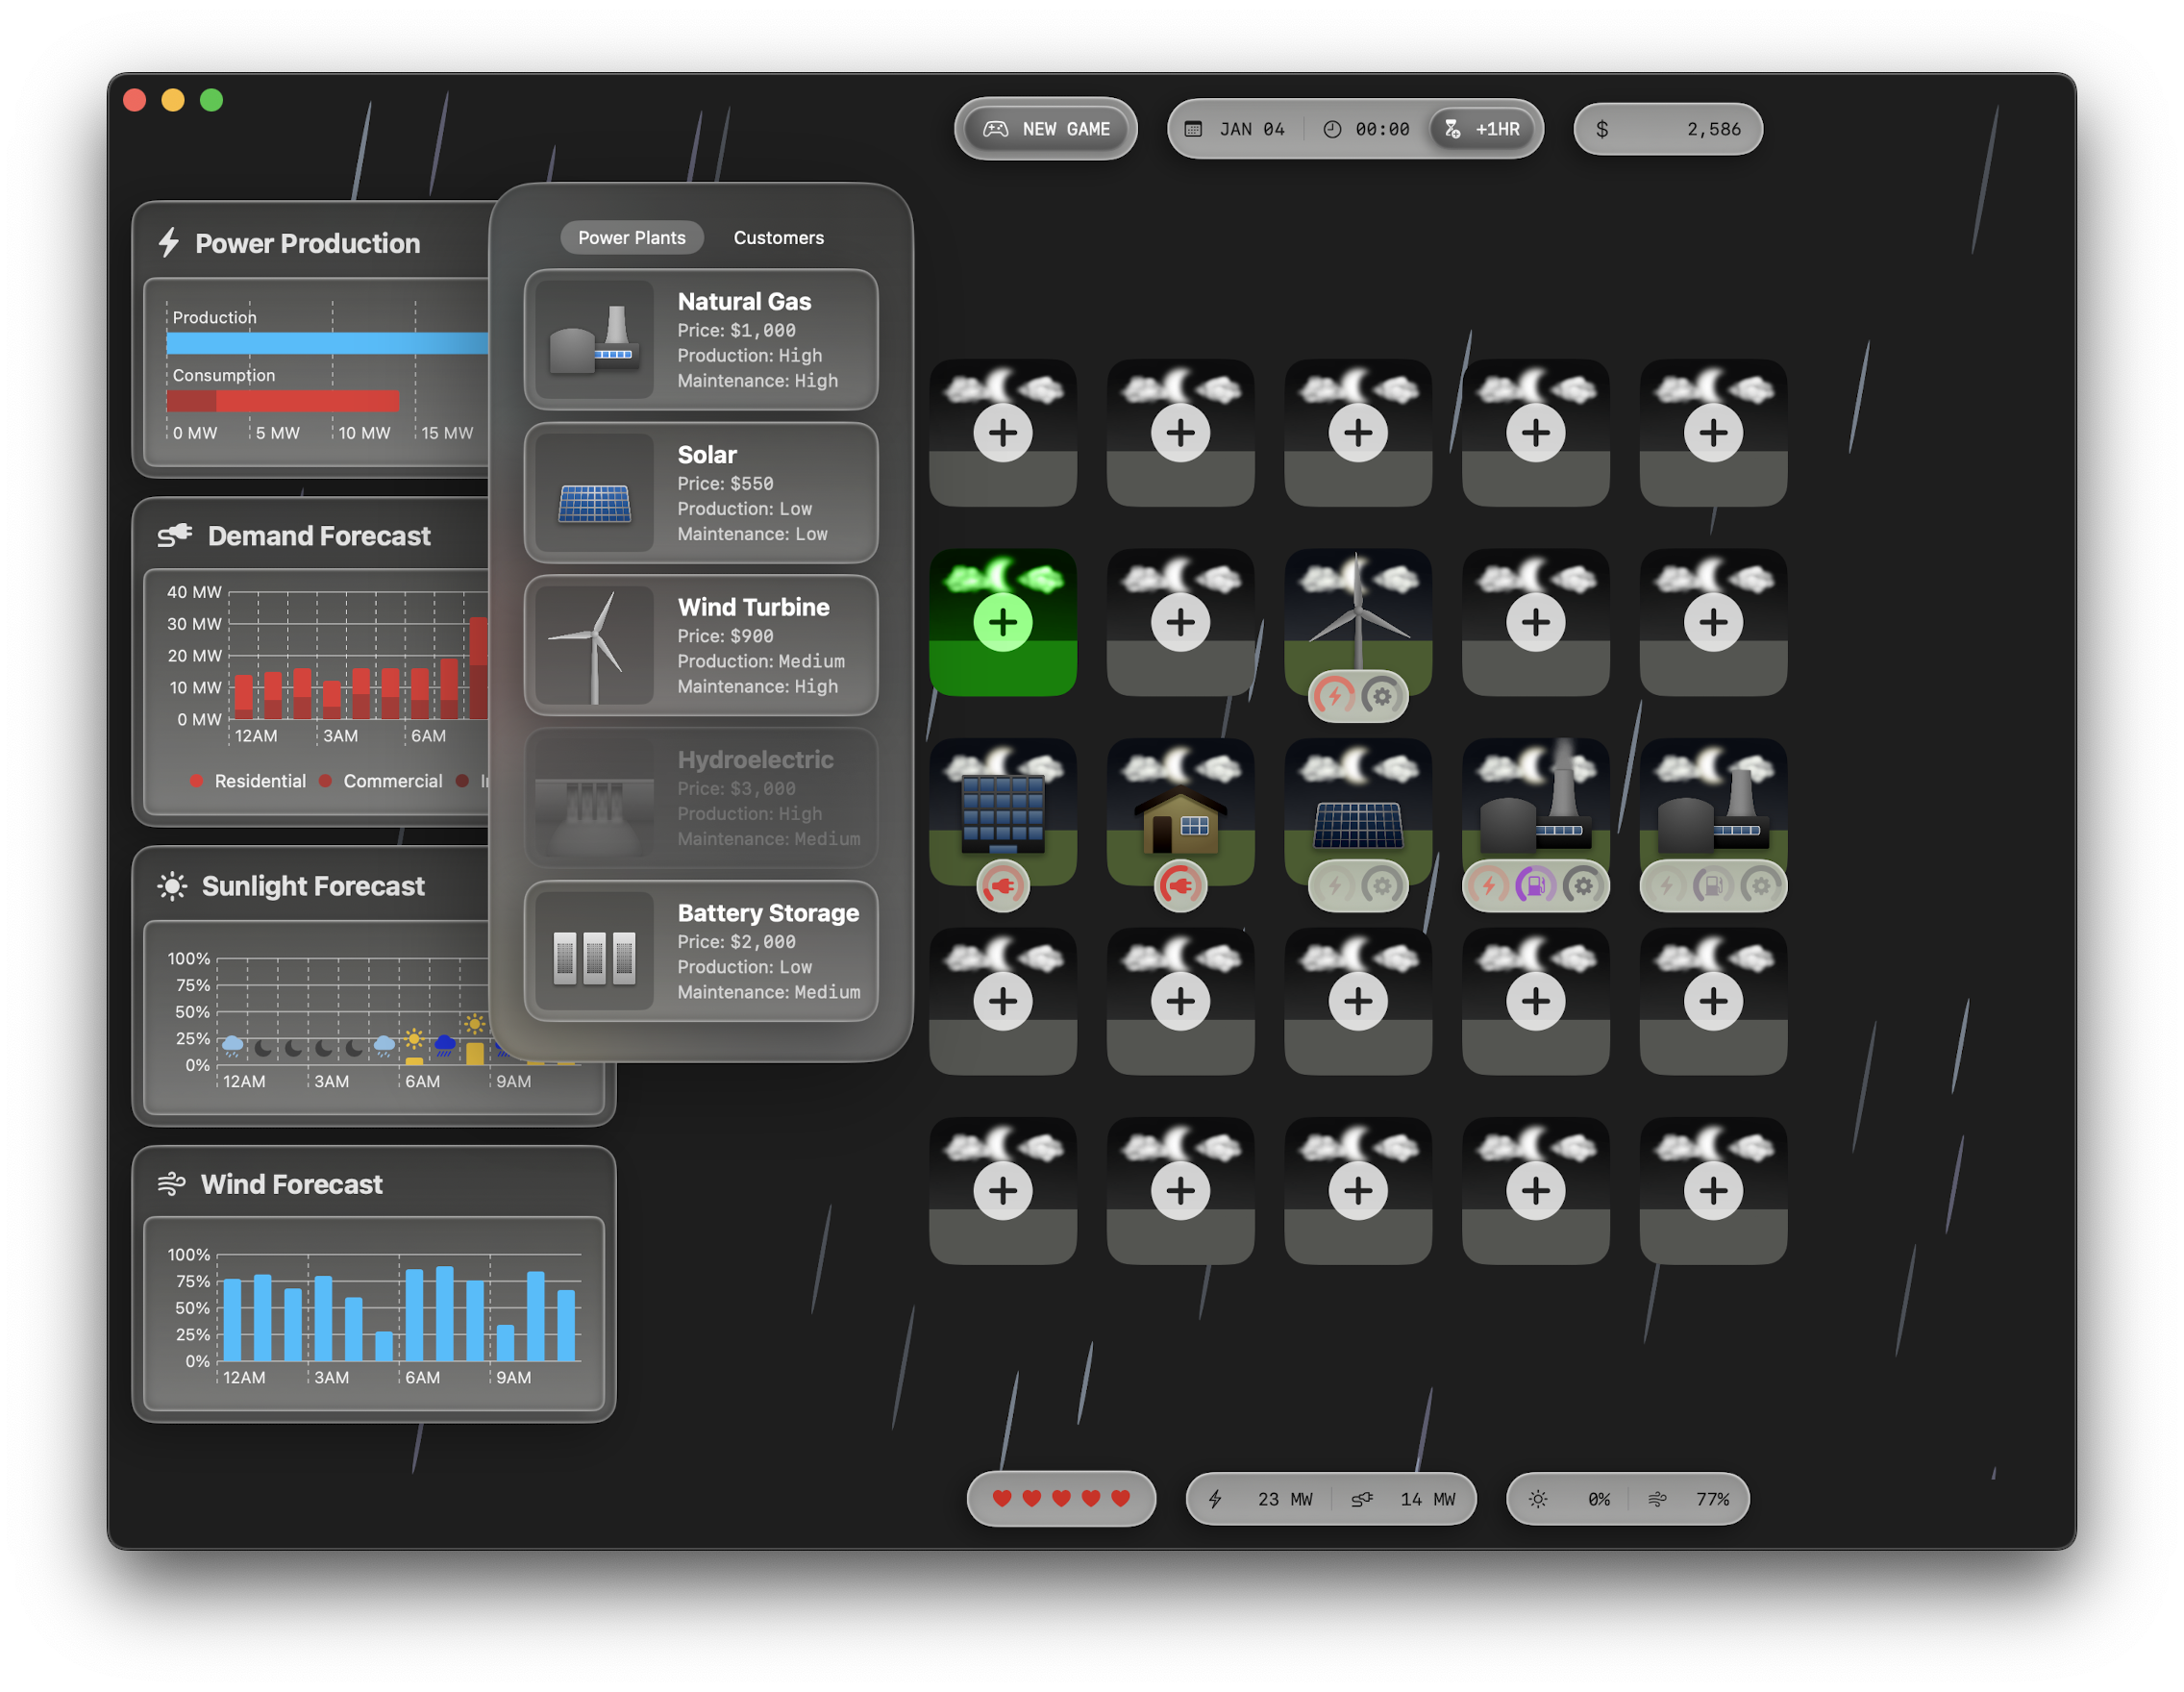 NEW GAME
JAN 04
00:00
+1HR
$ 2,586
Power Production
Production
Consumption
0 MW 5 MW 10 MW 15 MW
Demand Forecast
40 MW
30 MW
20 MW
10 MW
0 MW
12AM 3AM 6AM
Residential Commercial
Sunlight Forecast
100%
75%
50%
25%
0%
12AM 3AM 6AM 9AM
Wind Forecast
100%
75%
50%
25%
0%
12AM 3AM 6AM 9AM
Power Plants Customers
Natural Gas
Price: $1,000
Production: High
Maintenance: High
Solar
Price: $550
Production: Low
Maintenance: Low
Wind Turbine
Price: $900
Production: Medium
Maintenance: High
Hydroelectric
Price: $3,000
Production: High
Maintenance: Medium
Battery Storage
Price: $2,000
Production: Low
Maintenance: Medium
23 MW 14 MW
0% 77%